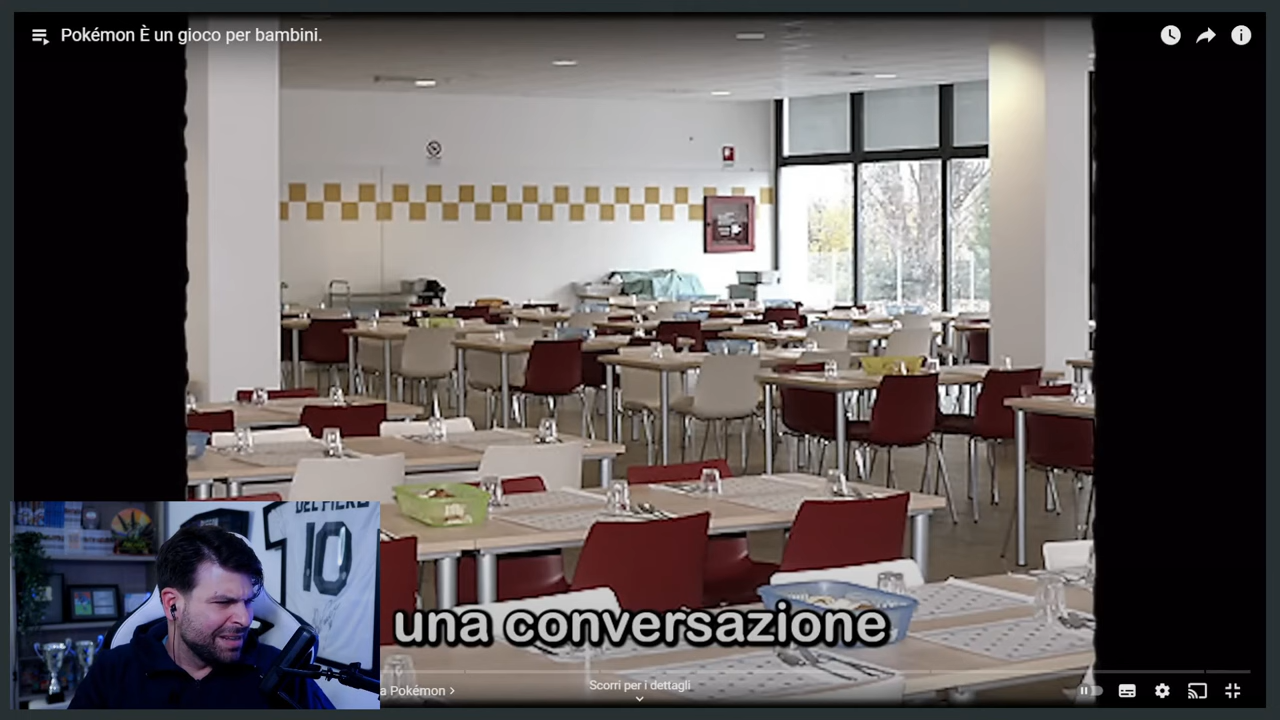 Pokémon È un gioco per bambini.
DEL PIERO
10
una conversazione
a Pokémon >
Scorri per i dettagli